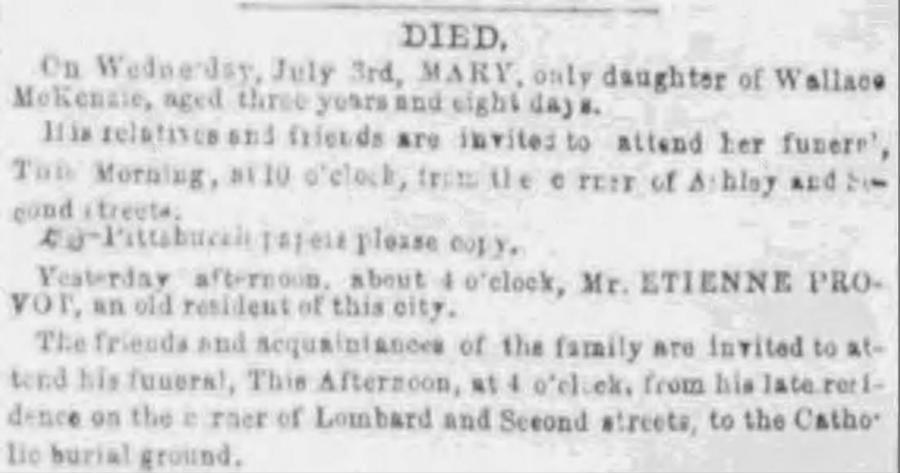 DIED,
On Wednesday, July 3rd, MARY, only daughter of Wallace
McKenzie, aged three years and eight days.
His relatives and friends are invited to attend her funeral,
This Morning, at 10 o'clock, from the corner of Ashley and Se-
cond streets.
Pittsburgh papers please copy.
Yesterday afternoon, about 4 o'clock, Mr. ETIENNE PRO-
VOT, an old resident of this city.
The friends and acquaintances of the family are invited to at-
tend his funeral, This Afternoon, at 4 o'clock, from his late resi-
dence on the corner of Lombard and Second streets, to the Catho-
lic burial ground.